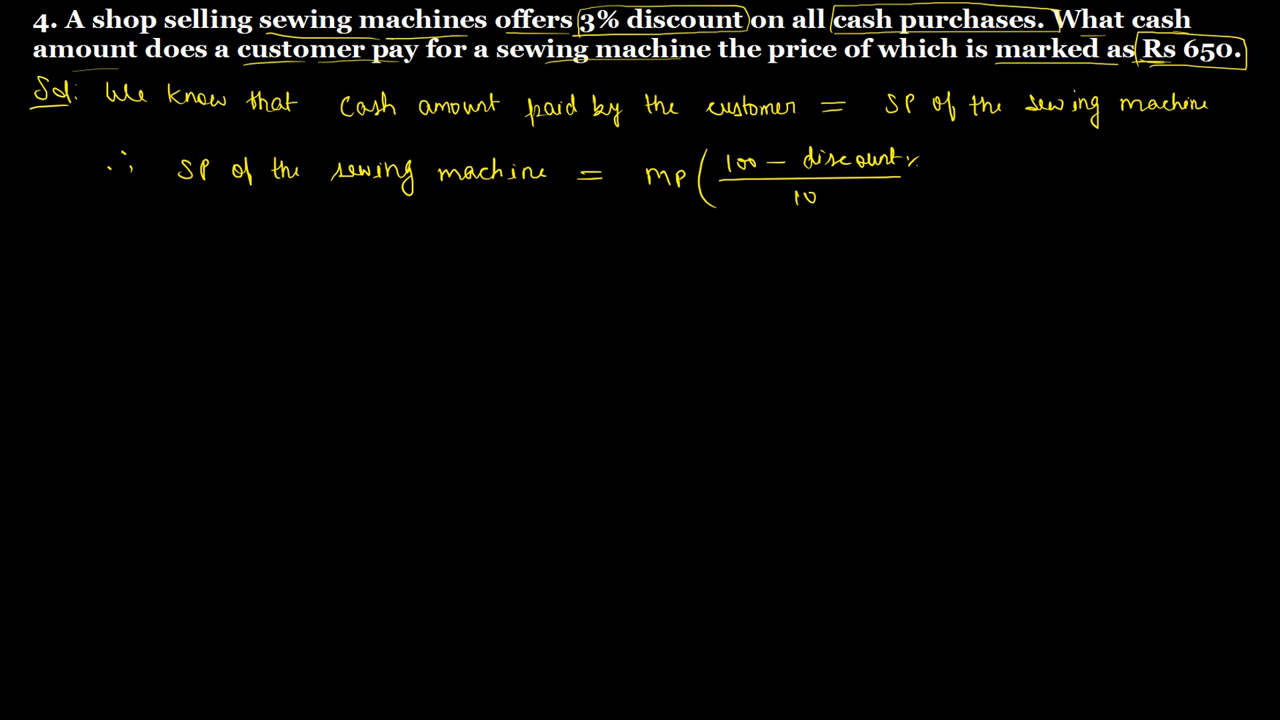 4. A shop selling sewing machines offers 3% discount on all cash purchases. What cash
amount does a customer pay for a sewing machine the price of which is marked as Rs 650.
Sol: We know that cash amount paid by the customer = SP of the sewing machine
∴ SP of the sewing machine = MP ( 100 - discount%
10